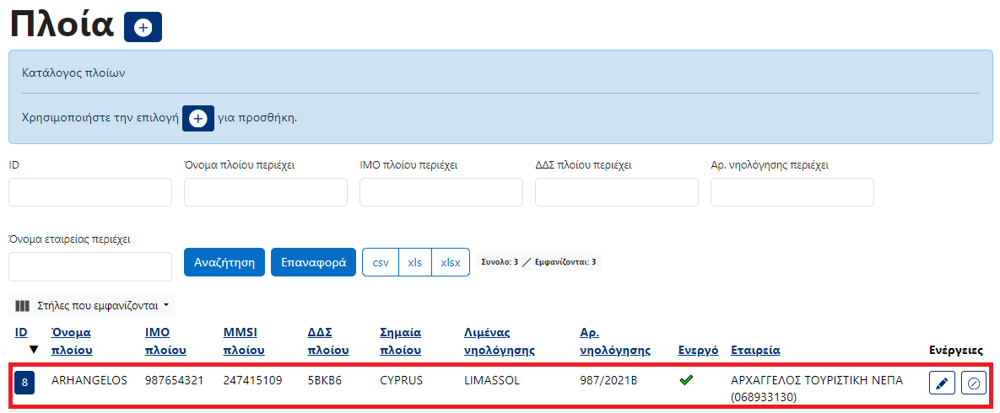 Πλοία
Κατάλογος πλοίων
Χρησιμοποιήστε την επιλογή για προσθήκη.
ID Όνομα πλοίου περιέχει IMO πλοίου περιέχει ΔΔΣ πλοίου περιέχει Αρ. νηολόγησης περιέχει
Όνομα εταιρείας περιέχει
Αναζήτηση Επαναφορά csv xls xlsx Συνολο: 3 / Εμφανίζονται: 3
Στήλες που εμφανίζονται
ID Όνομα IMO MMSI ΔΔΣ Σημαία Λιμένας Αρ.
πλοίου πλοίου πλοίου πλοίου πλοίου νηολόγησης νηολόγησης Ενεργό Εταιρεία Ενέργειες
8 ARHANGELOS 987654321 247415109 5BKB6 CYPRUS LIMASSOL 987/2021B ΑΡΧΑΓΓΕΛΟΣ ΤΟΥΡΙΣΤΙΚΗ ΝΕΠΑ
(068933130)